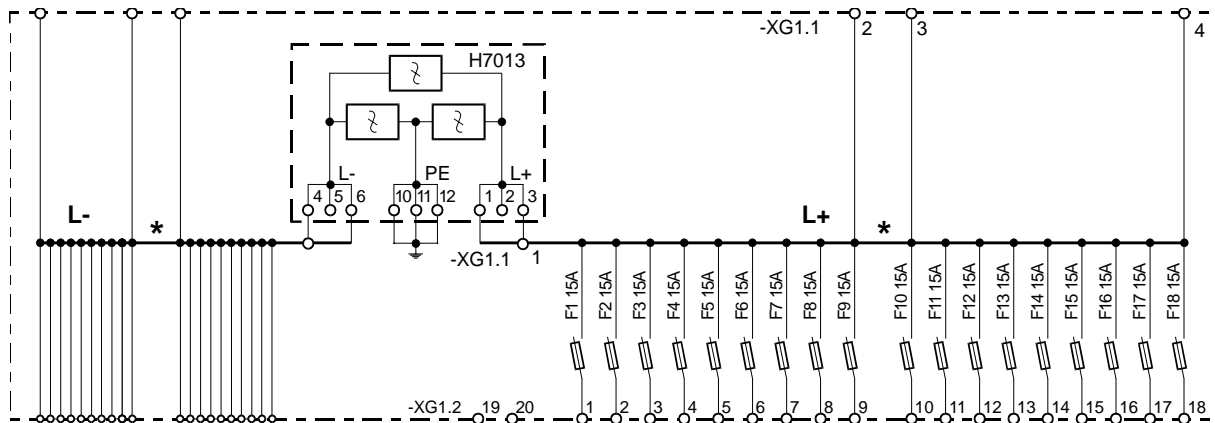 -XG1.1 2 3 4
H7013
L- PE L+
4 5 6 10 11 12 1 2 3
L- * L+ *
-XG1.1 1
F1 15A
F2 15A
F3 15A
F4 15A
F5 15A
F6 15A
F7 15A
F8 15A
F9 15A
F10 15A
F11 15A
F12 15A
F13 15A
F14 15A
F15 15A
F16 15A
F17 15A
F18 15A
-XG1.2 19 20 1 2 3 4 5 6 7 8 9 10 11 12 13 14 15 16 17 18